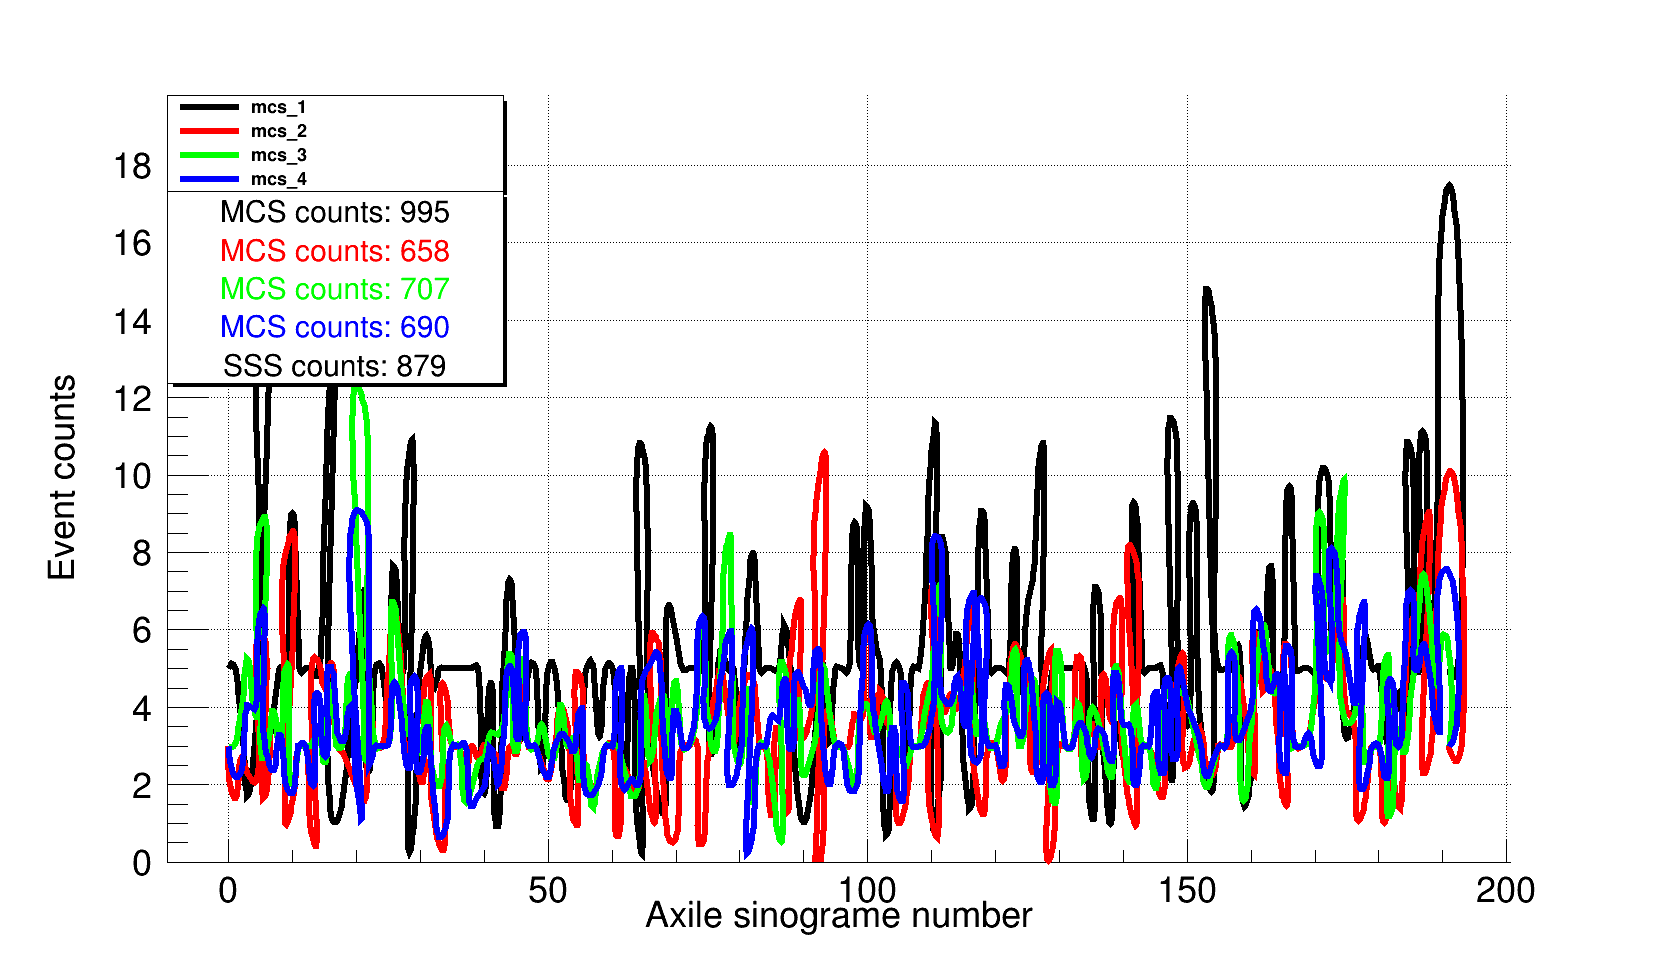 mcs_1
mcs_2
mcs_3
mcs_4
MCS counts: 995
MCS counts: 658
MCS counts: 707
MCS counts: 690
SSS counts: 879
18
16
14
12
10
8
6
4
2
0
Event counts
0 50 100 150 200
Axile sinograme number